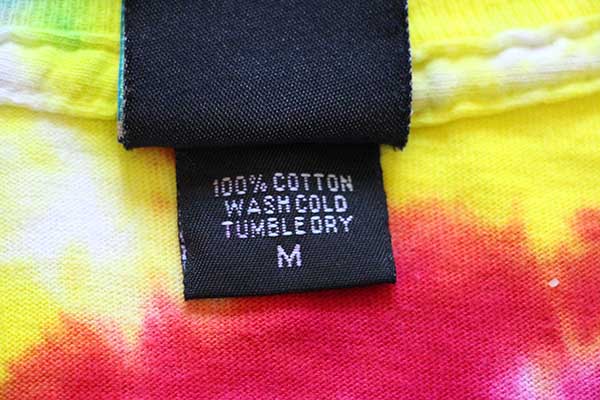 100% COTTON
WASH COLD
TUMBLE DRY
M